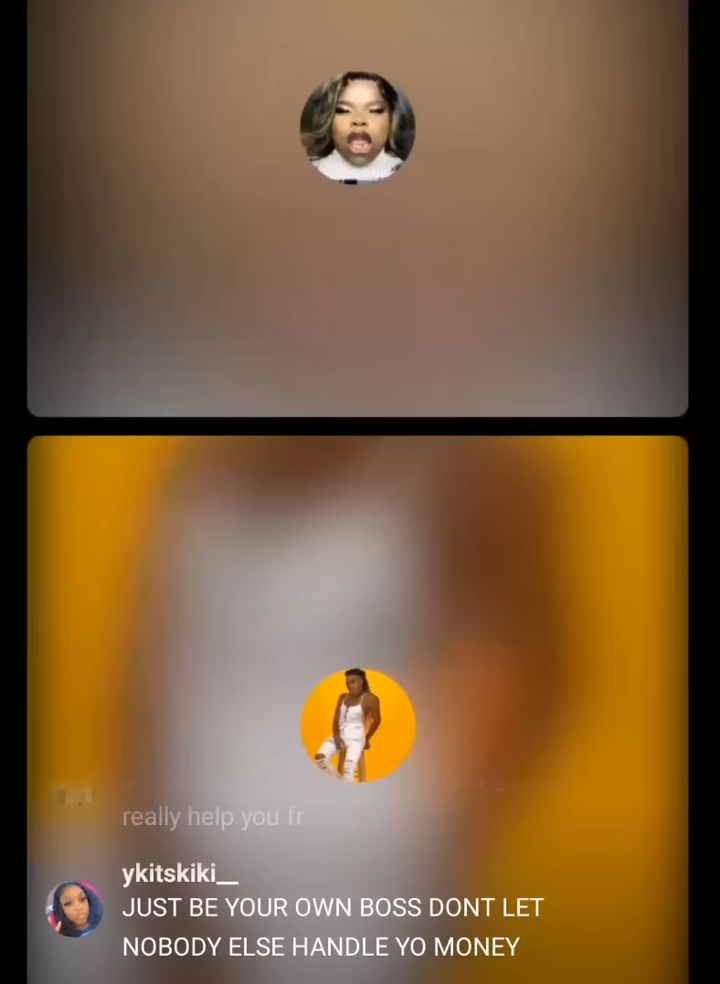 really help you fr
ykitskiki__
JUST BE YOUR OWN BOSS DONT LET
NOBODY ELSE HANDLE YO MONEY